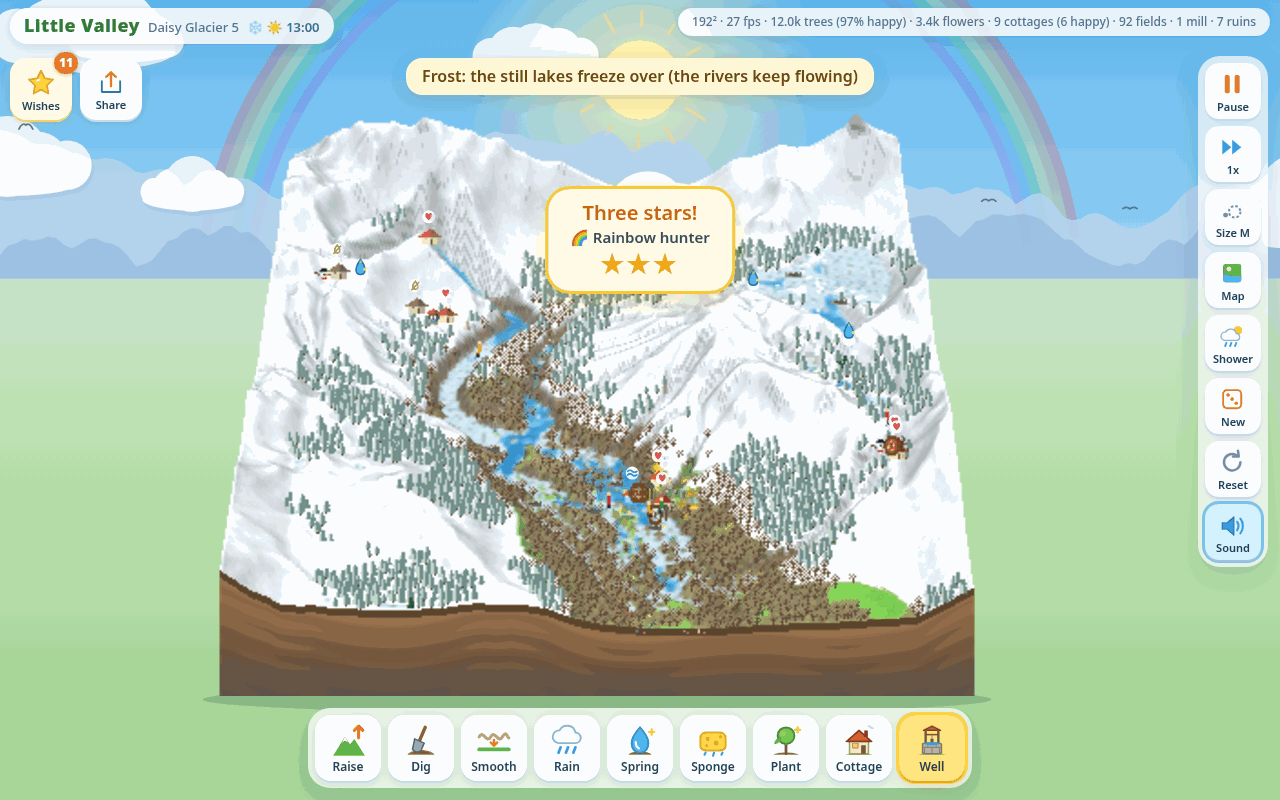 Little Valley Daisy Glacier 5 ❄️ ☀️ 13:00
192² · 27 fps · 12.0k trees (97% happy) · 3.4k flowers · 9 cottages (6 happy) · 92 fields · 1 mill · 7 ruins
11
Wishes
Share
Frost: the still lakes freeze over (the rivers keep flowing)
Three stars!
🌈 Rainbow hunter
★★★
Pause
1x
Size M
Map
Shower
New
Reset
Sound
Raise
Dig
Smooth
Rain
Spring
Sponge
Plant
Cottage
Well